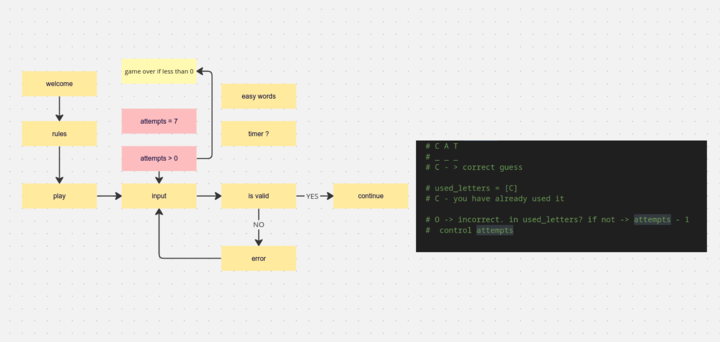 welcome
rules
play
game over if less than 0
attempts = 7
attempts > 0
input
easy words
timer ?
is valid
YES
continue
NO
error
# C A T
# _ _ _
# C - > correct guess
# used_letters = [C]
# C - you have already used it
# O -> incorrect. in used_letters? if not -> attempts - 1
#  control attempts